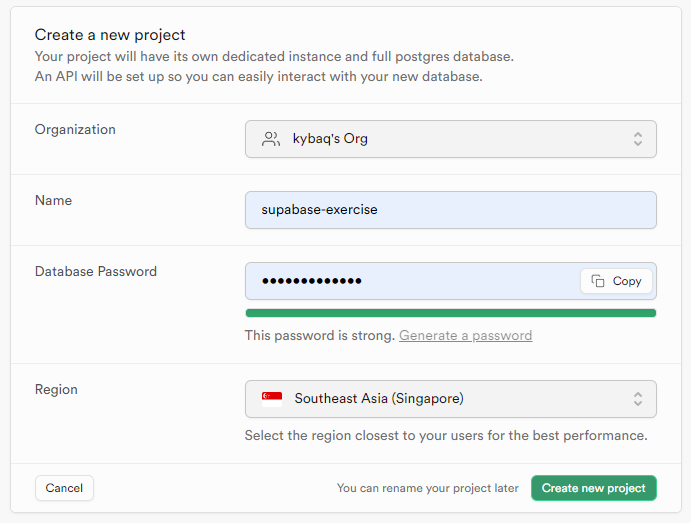 Create a new project
Your project will have its own dedicated instance and full postgres database.
An API will be set up so you can easily interact with your new database.
Organization
kybaq's Org
Name
supabase-exercise
Database Password
•••••••••••••
Copy
This password is strong. Generate a password
Region
Southeast Asia (Singapore)
Select the region closest to your users for the best performance.
Cancel
You can rename your project later
Create new project